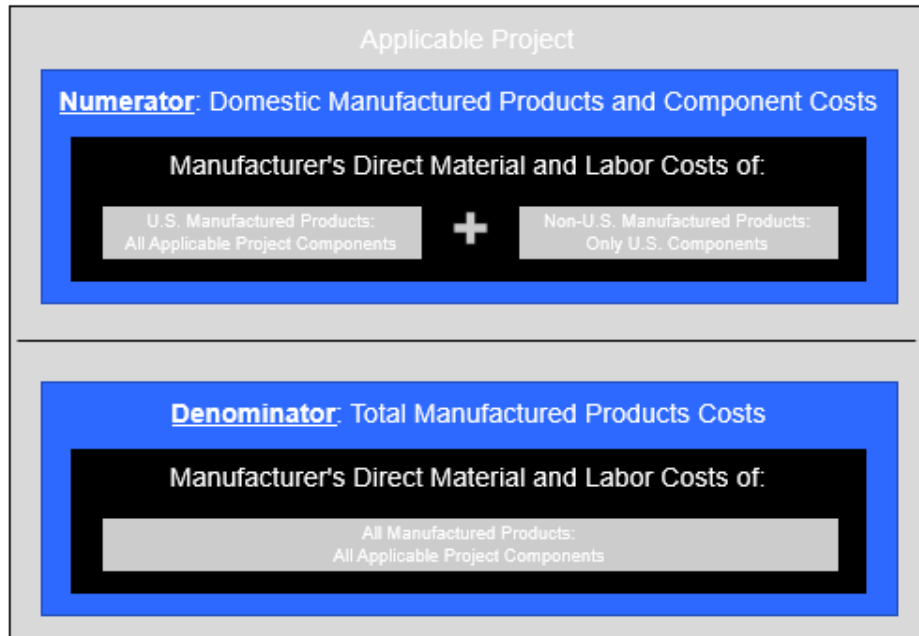 Applicable Project
Numerator: Domestic Manufactured Products and Component Costs
Manufacturer's Direct Material and Labor Costs of:
U.S. Manufactured Products:
All Applicable Project Components
+
Non-U.S. Manufactured Products:
Only U.S. Components
Denominator: Total Manufactured Products Costs
Manufacturer's Direct Material and Labor Costs of:
All Manufactured Products:
All Applicable Project Components